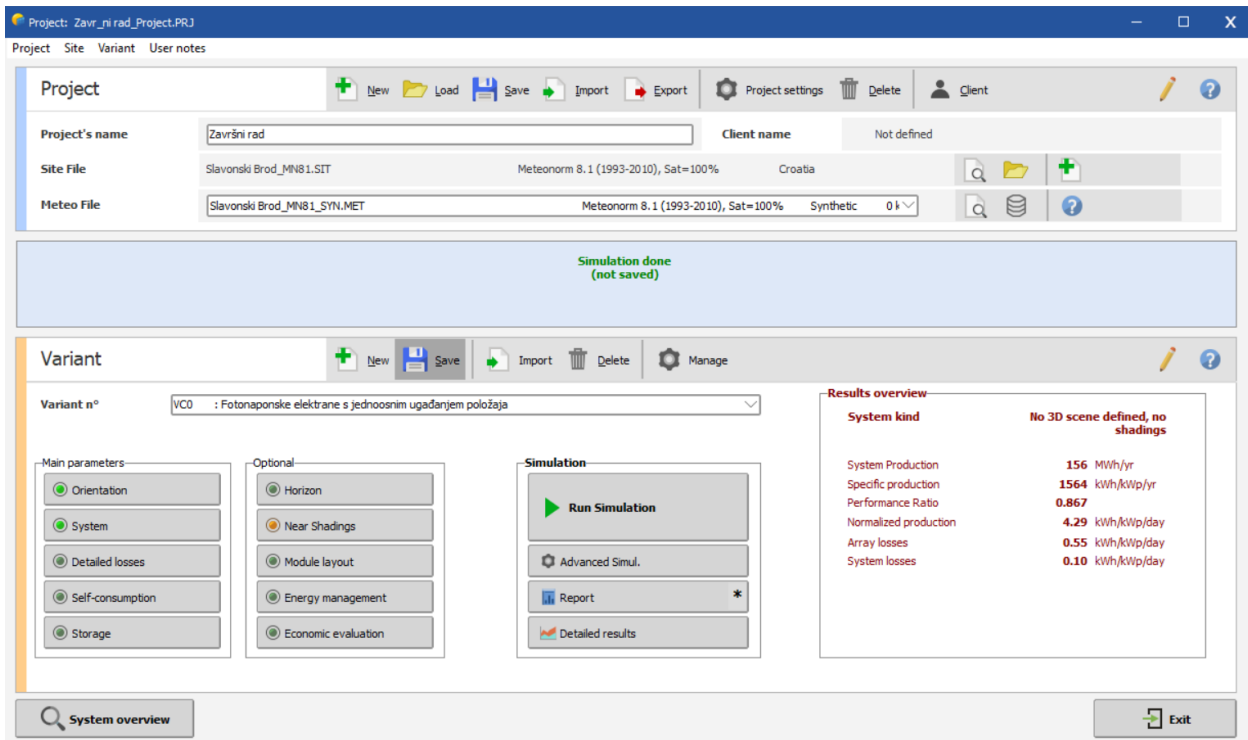 Project: Zavr_ni rad_Project.PRJ
Project Site Variant User notes
Project New Load Save Import Export Project settings Delete Client
Project's name Završni rad Client name Not defined
Site File Slavonski Brod_MN81.SIT Meteonorm 8.1 (1993-2010), Sat=100% Croatia
Meteo File Slavonski Brod_MN81_SYN.MET Meteonorm 8.1 (1993-2010), Sat=100% Synthetic 0 k
Simulation done
(not saved)
Variant New Save Import Delete Manage
Variant n° VC0 : Fotonaponske elektrane s jednoosnim ugađanjem položaja
Main parameters
Orientation
System
Detailed losses
Self-consumption
Storage
Optional
Horizon
Near Shadings
Module layout
Energy management
Economic evaluation
Simulation
Run Simulation
Advanced Simul.
Report *
Detailed results
Results overview
System kind No 3D scene defined, no
shadings
System Production 156 MWh/yr
Specific production 1564 kWh/kWp/yr
Performance Ratio 0.867
Normalized production 4.29 kWh/kWp/day
Array losses 0.55 kWh/kWp/day
System losses 0.10 kWh/kWp/day
System overview Exit